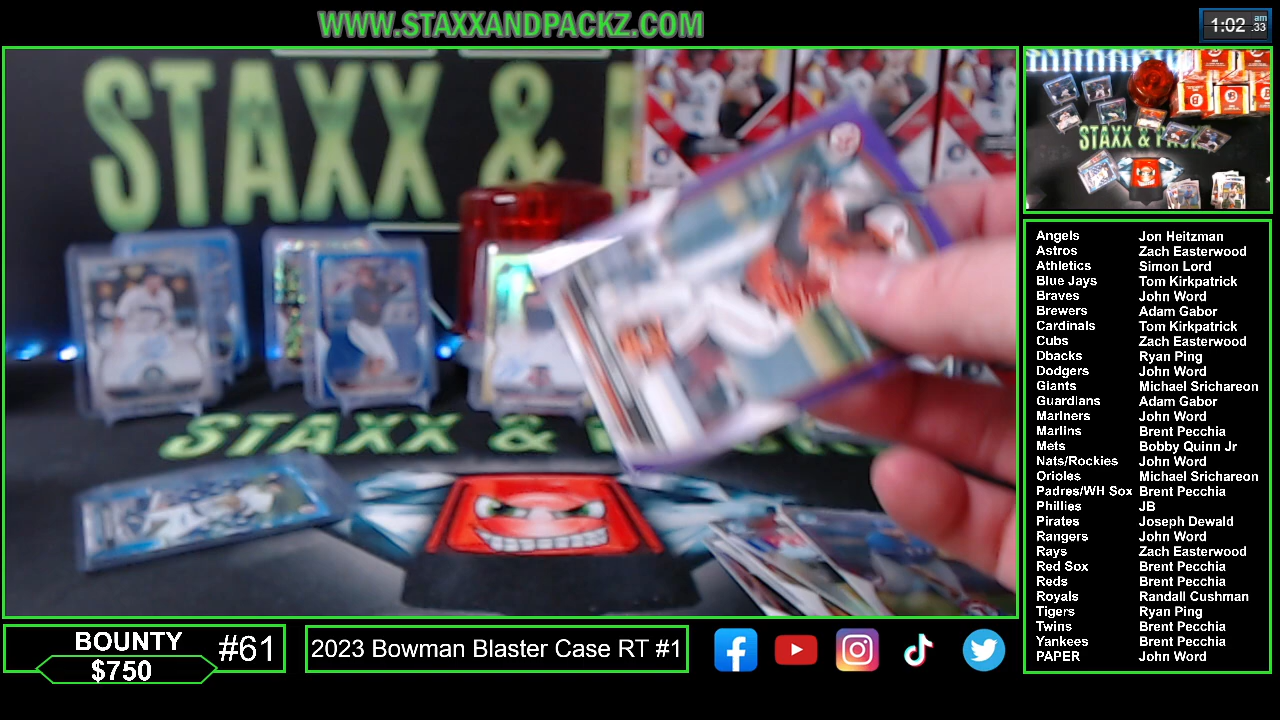 WWW.STAXXANDPACKZ.COM
1:02 am .33
STAXX &
STAXX &
STAXX & PACK
Angels Jon Heitzman
Astros Zach Easterwood
Athletics Simon Lord
Blue Jays Tom Kirkpatrick
Braves John Word
Brewers Adam Gabor
Cardinals Tom Kirkpatrick
Cubs Zach Easterwood
Dbacks Ryan Ping
Dodgers John Word
Giants Michael Srichareon
Guardians Adam Gabor
Mariners John Word
Marlins Brent Pecchia
Mets Bobby Quinn Jr
Nats/Rockies John Word
Orioles Michael Srichareon
Padres/WH Sox Brent Pecchia
Phillies JB
Pirates Joseph Dewald
Rangers John Word
Rays Zach Easterwood
Red Sox Brent Pecchia
Reds Brent Pecchia
Royals Randall Cushman
Tigers Ryan Ping
Twins Brent Pecchia
Yankees Brent Pecchia
PAPER John Word
BOUNTY
$750
#61
2023 Bowman Blaster Case RT #1